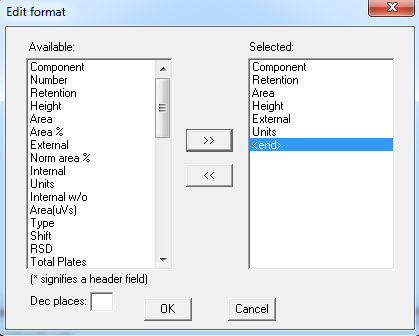 Edit format
Available:
Component
Number
Retention
Height
Area
Area %
External
Norm area %
Internal
Units
Internal w/o
Area(uVs)
Type
Shift
RSD
Total Plates
(* signifies a header field)
Dec places:
>>
<<
Selected:
Component
Retention
Area
Height
External
Units
<end>
OK
Cancel